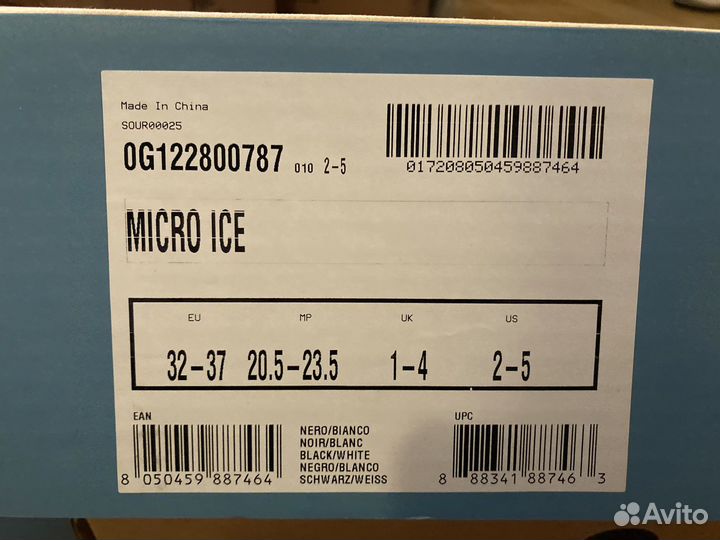 Made In China
SOUR00025
0G122800787 010 2-5
017208050459887464
MICRO ICE
EU MP UK US
32-37 20.5-23.5 1-4 2-5
EAN
8 050459 887464
NERO/BIANCO
NOIR/BLANC
BLACK/WHITE
NEGRO/BLANCO
SCHWARZ/WEISS
UPC
8 88341 88746 3
Avito